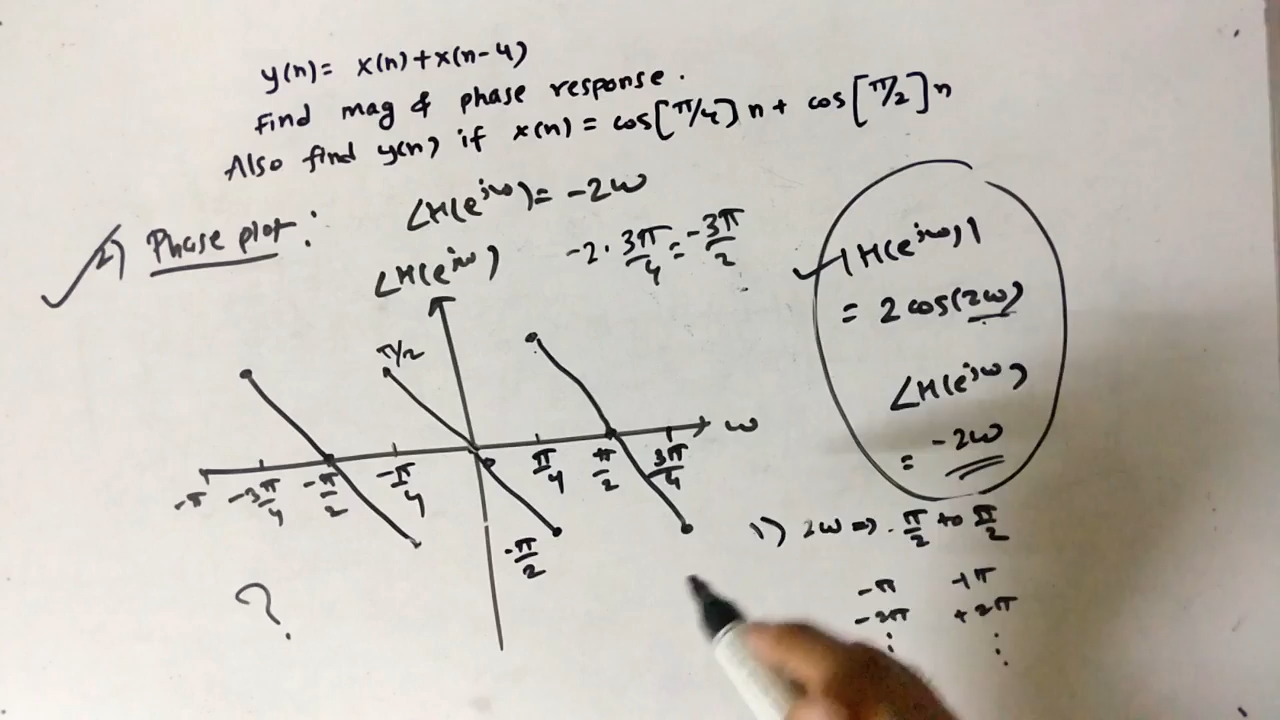 y(n)= x(n)+x(n-4)
Find mag & phase response.
Also find y(n) if x(n) = cos[π/4]n + cos[π/2]n
2) Phase plot:
∠H(e^jω) = -2ω
∠H(e^jω)
-2·3π/4 = -3π/2
|H(e^jω)|
= 2cos(2ω)
∠H(e^jω)
= -2ω
π/2
ω
-π -3π/4 -π/2 -π/4 π/4 π/2 3π/4
-π/2
1) 2ω ⇒ -π/2 to π/2
-π +π
-2π +2π
⋮ ⋮
?